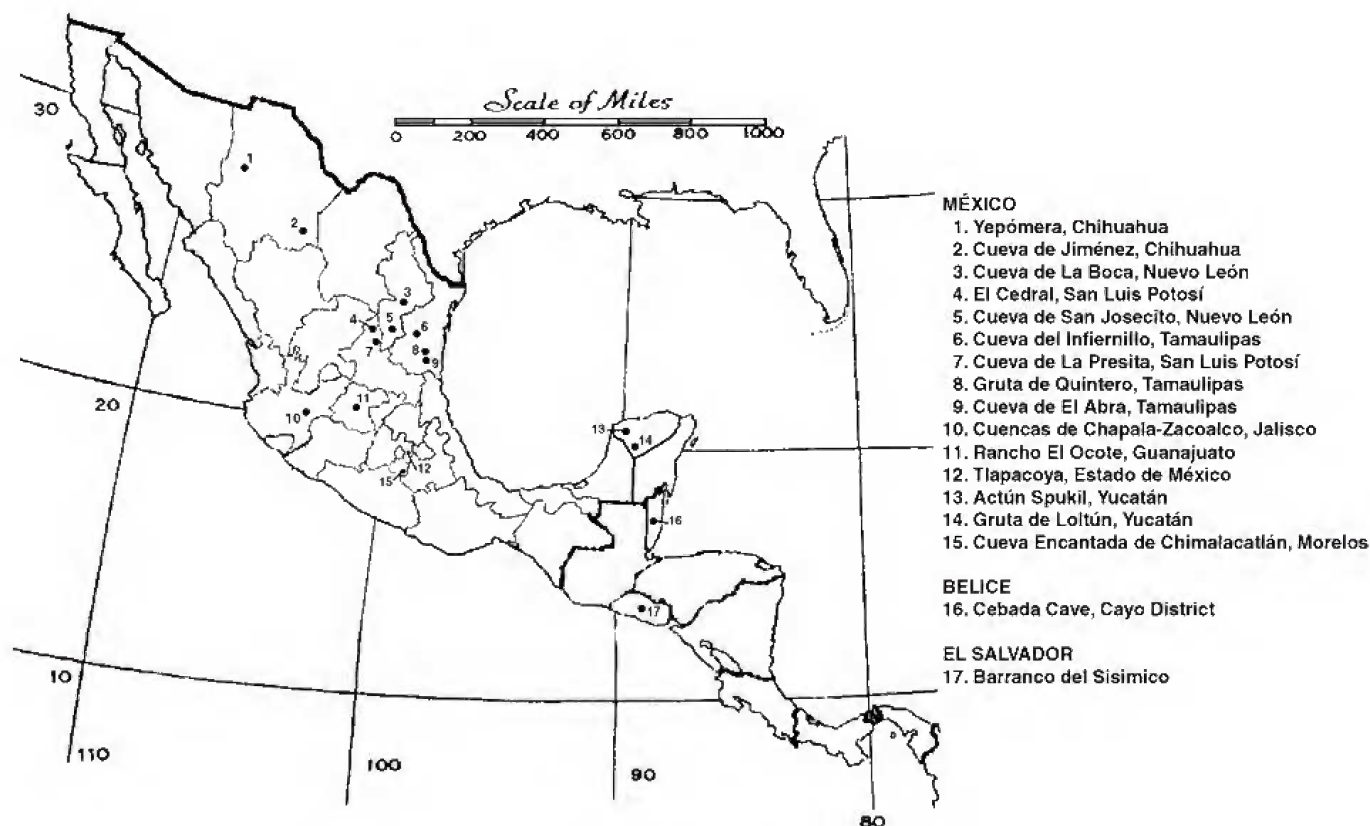 Scale of Miles
0 200 400 600 800 1000
30
20
10
110
100
90
80
1
2
3
4
5
6
7
8
9
10
11
12
15
13
14
16
17
MÉXICO
1. Yepómera, Chihuahua
2. Cueva de Jiménez, Chihuahua
3. Cueva de La Boca, Nuevo León
4. El Cedral, San Luis Potosí
5. Cueva de San Josecito, Nuevo León
6. Cueva del Infiernillo, Tamaulipas
7. Cueva de La Presita, San Luis Potosí
8. Gruta de Quintero, Tamaulipas
9. Cueva de El Abra, Tamaulipas
10. Cuencas de Chapala-Zacoalco, Jalisco
11. Rancho El Ocote, Guanajuato
12. Tlapacoya, Estado de México
13. Actún Spukil, Yucatán
14. Gruta de Loltún, Yucatán
15. Cueva Encantada de Chimalacatlán, Morelos
BELICE
16. Cebada Cave, Cayo District
EL SALVADOR
17. Barranco del Sisimico